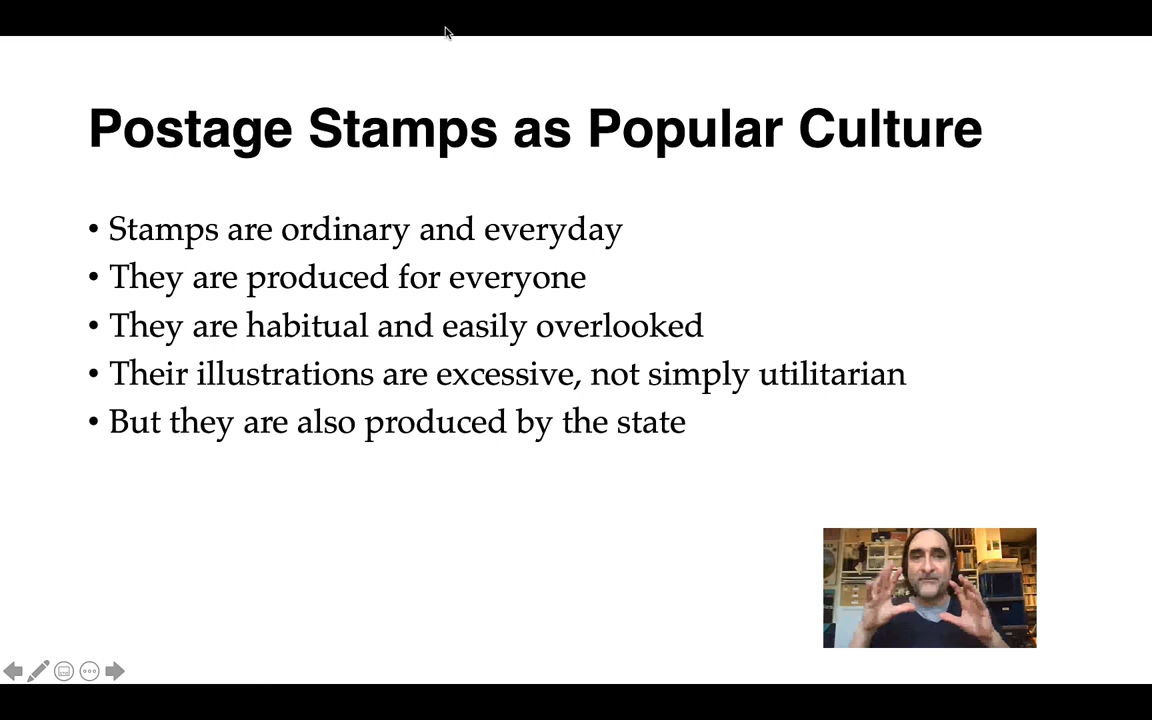 Postage Stamps as Popular Culture
• Stamps are ordinary and everyday
• They are produced for everyone
• They are habitual and easily overlooked
• Their illustrations are excessive, not simply utilitarian
• But they are also produced by the state